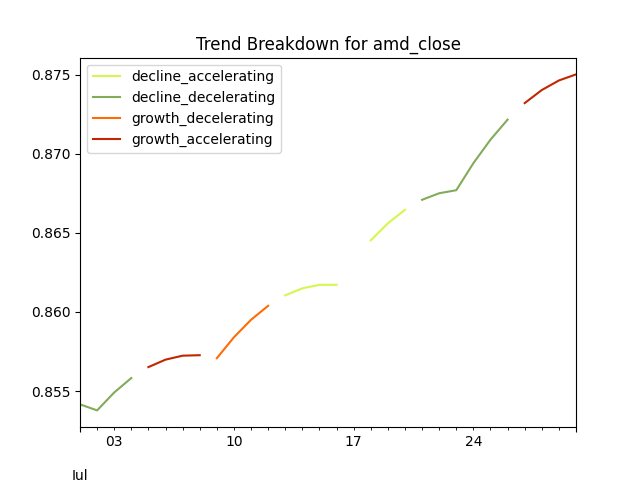 Trend Breakdown for amd_close
decline_accelerating
decline_decelerating
growth_decelerating
growth_accelerating
0.875
0.870
0.865
0.860
0.855
03
10
17
24
Iul